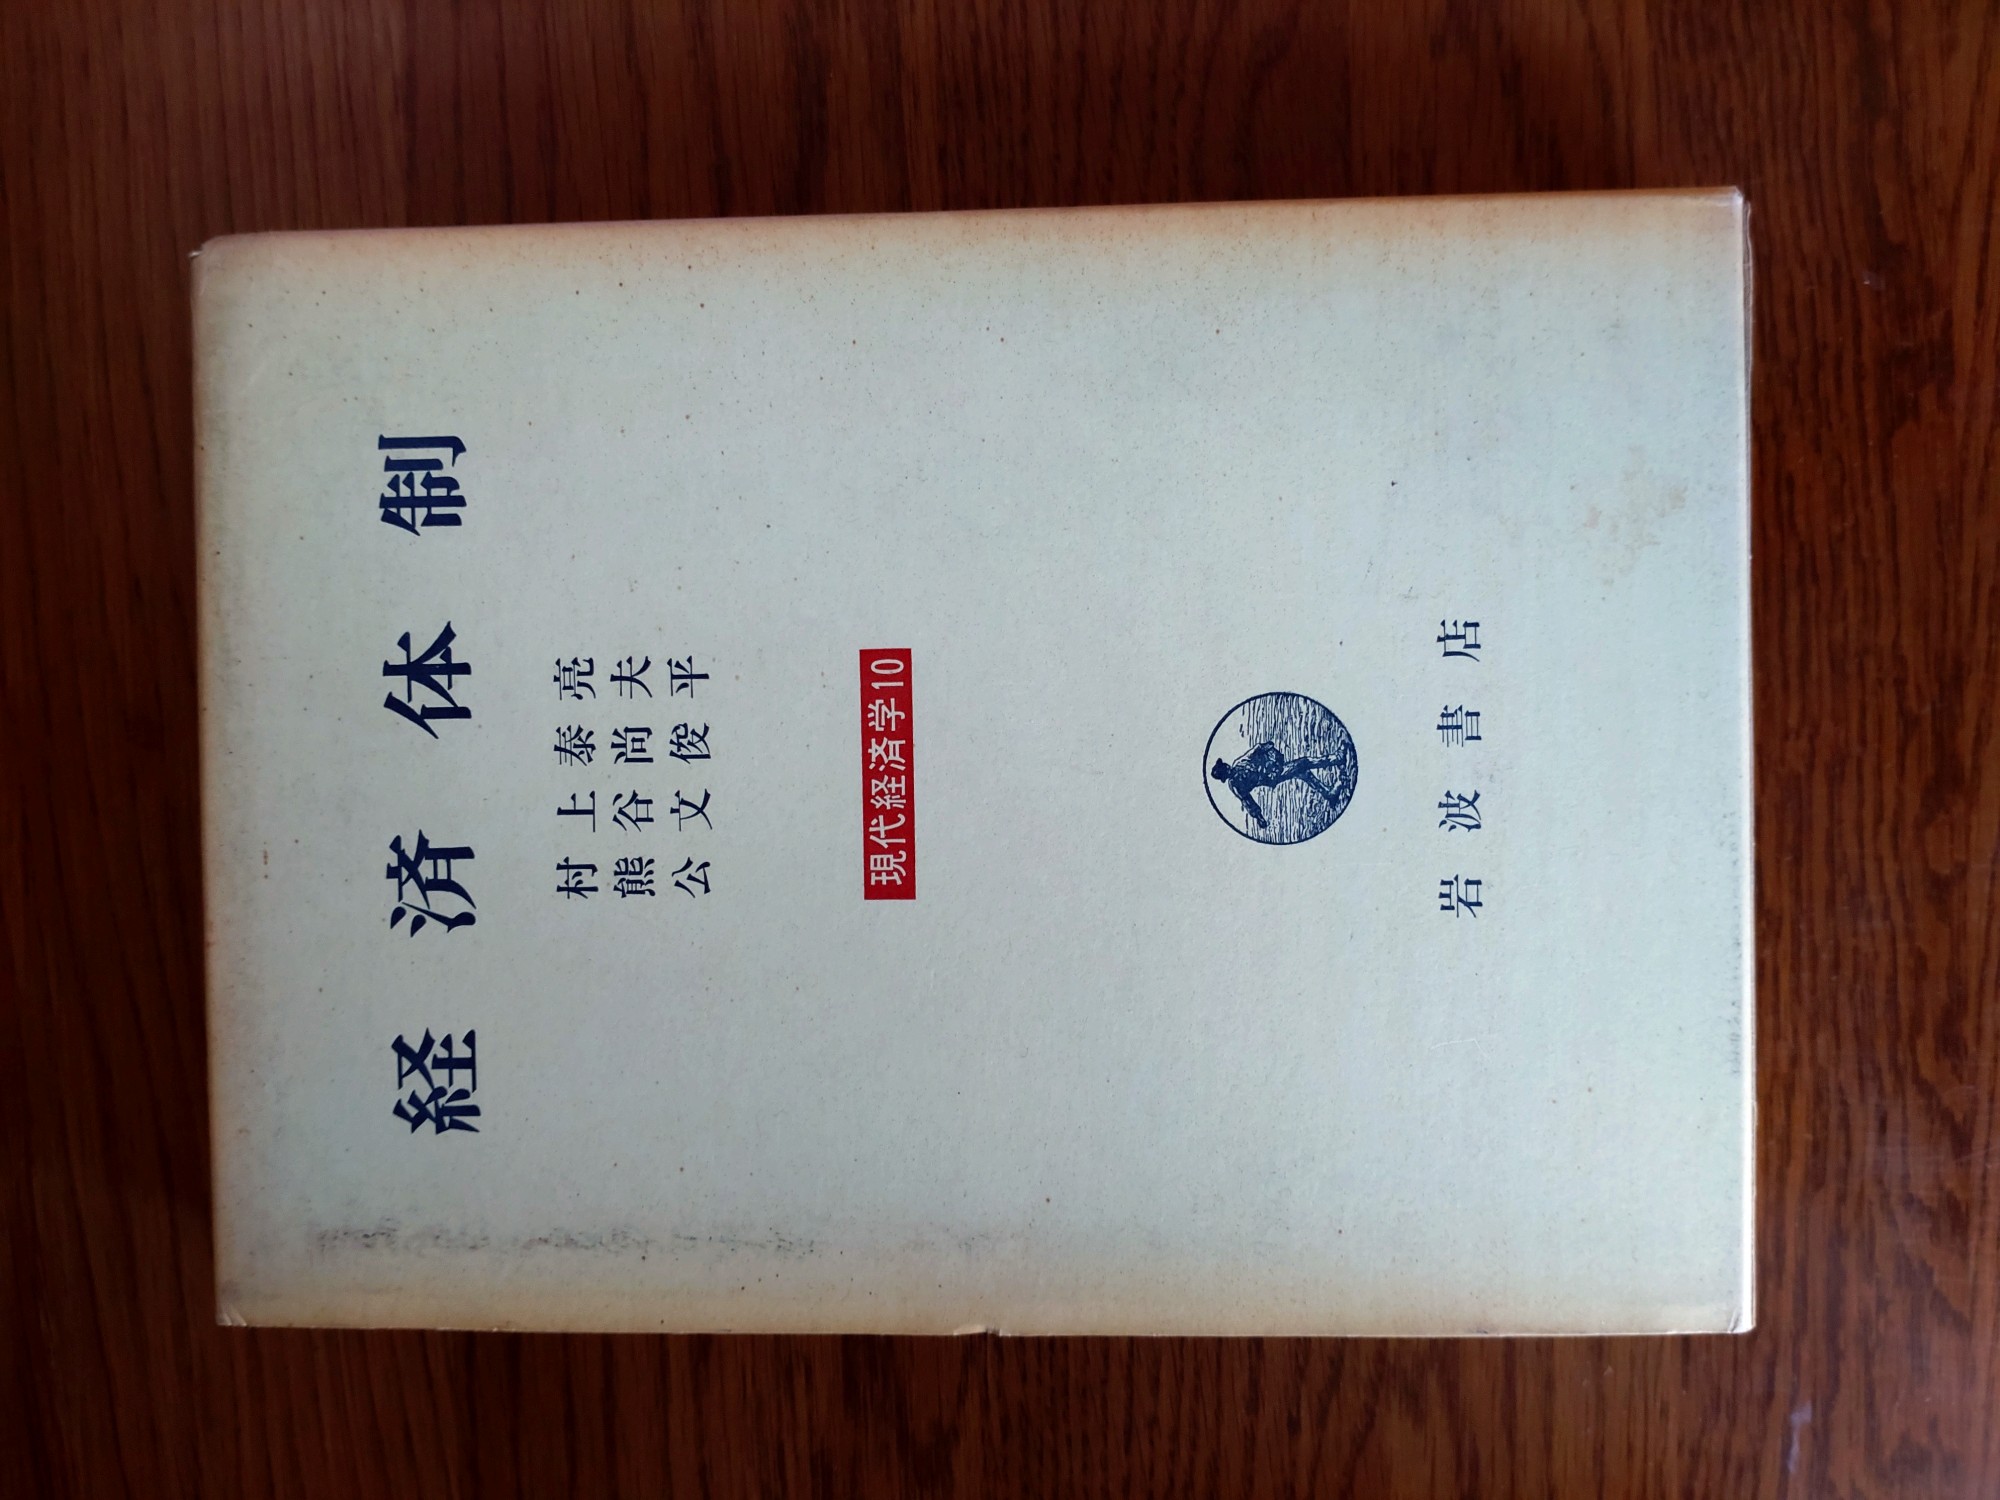 経済体制
村上泰亮
熊谷尚夫
公文俊平
現代経済学10
岩波書店